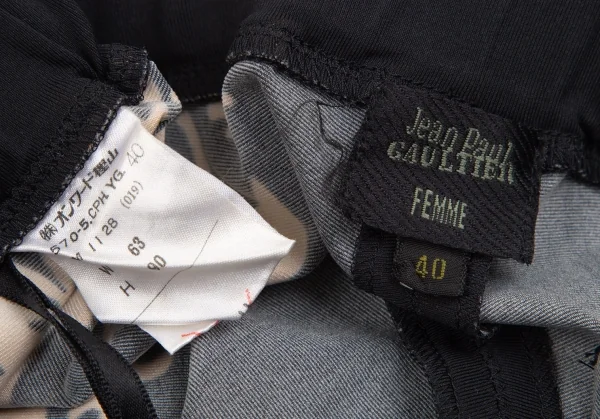 ㈱オンワード樫山
570-5.CPH YG. 40
11 28 (019)
W 63
H 90
Jean Paul
GAULTIER
FEMME
40